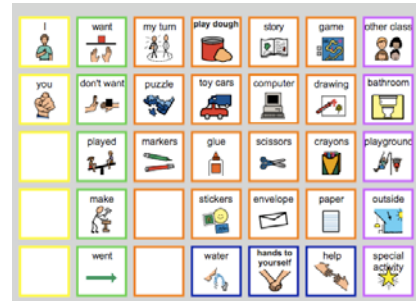 I
want
my turn
play dough
story
game
other class
you
don't want
puzzle
toy cars
computer
drawing
bathroom
played
markers
glue
scissors
crayons
playground
make
stickers
envelope
paper
outside
went
water
hands to
yourself
help
special
activity